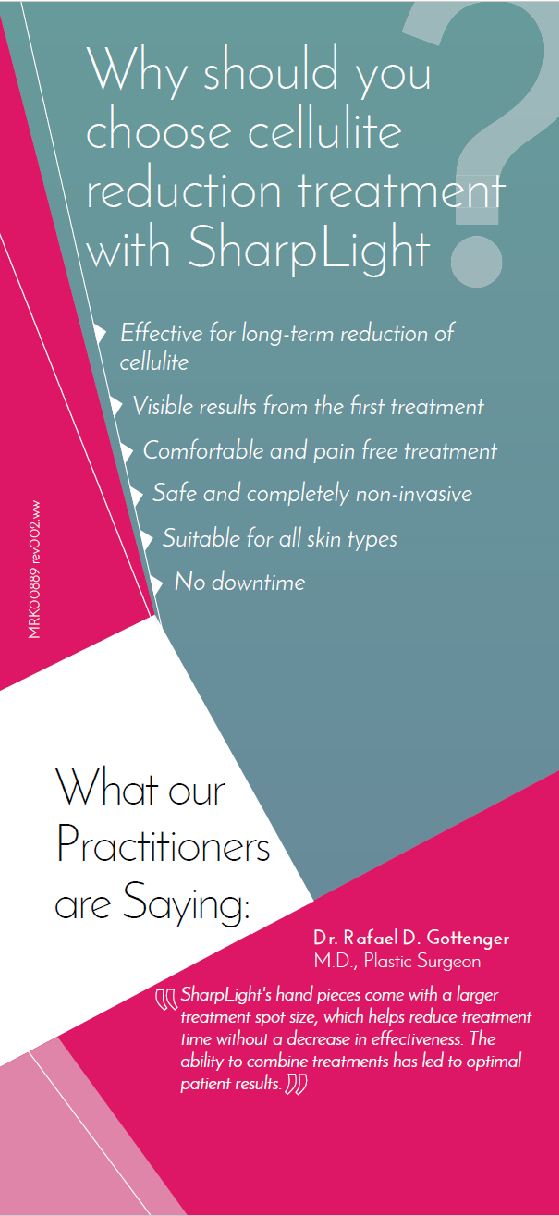 Why should you
choose cellulite
reduction treatment
with SharpLight
?
Effective for long-term reduction of
cellulite
Visible results from the first treatment
Comfortable and pain free treatment
Safe and completely non-invasive
Suitable for all skin types
No downtime
MRK00889 rev002.ww
What our
Practitioners
are Saying:
Dr. Rafael D. Gottenger
M.D., Plastic Surgeon
“SharpLight's hand pieces come with a larger
treatment spot size, which helps reduce treatment
time without a decrease in effectiveness. The
ability to combine treatments has led to optimal
patient results.”